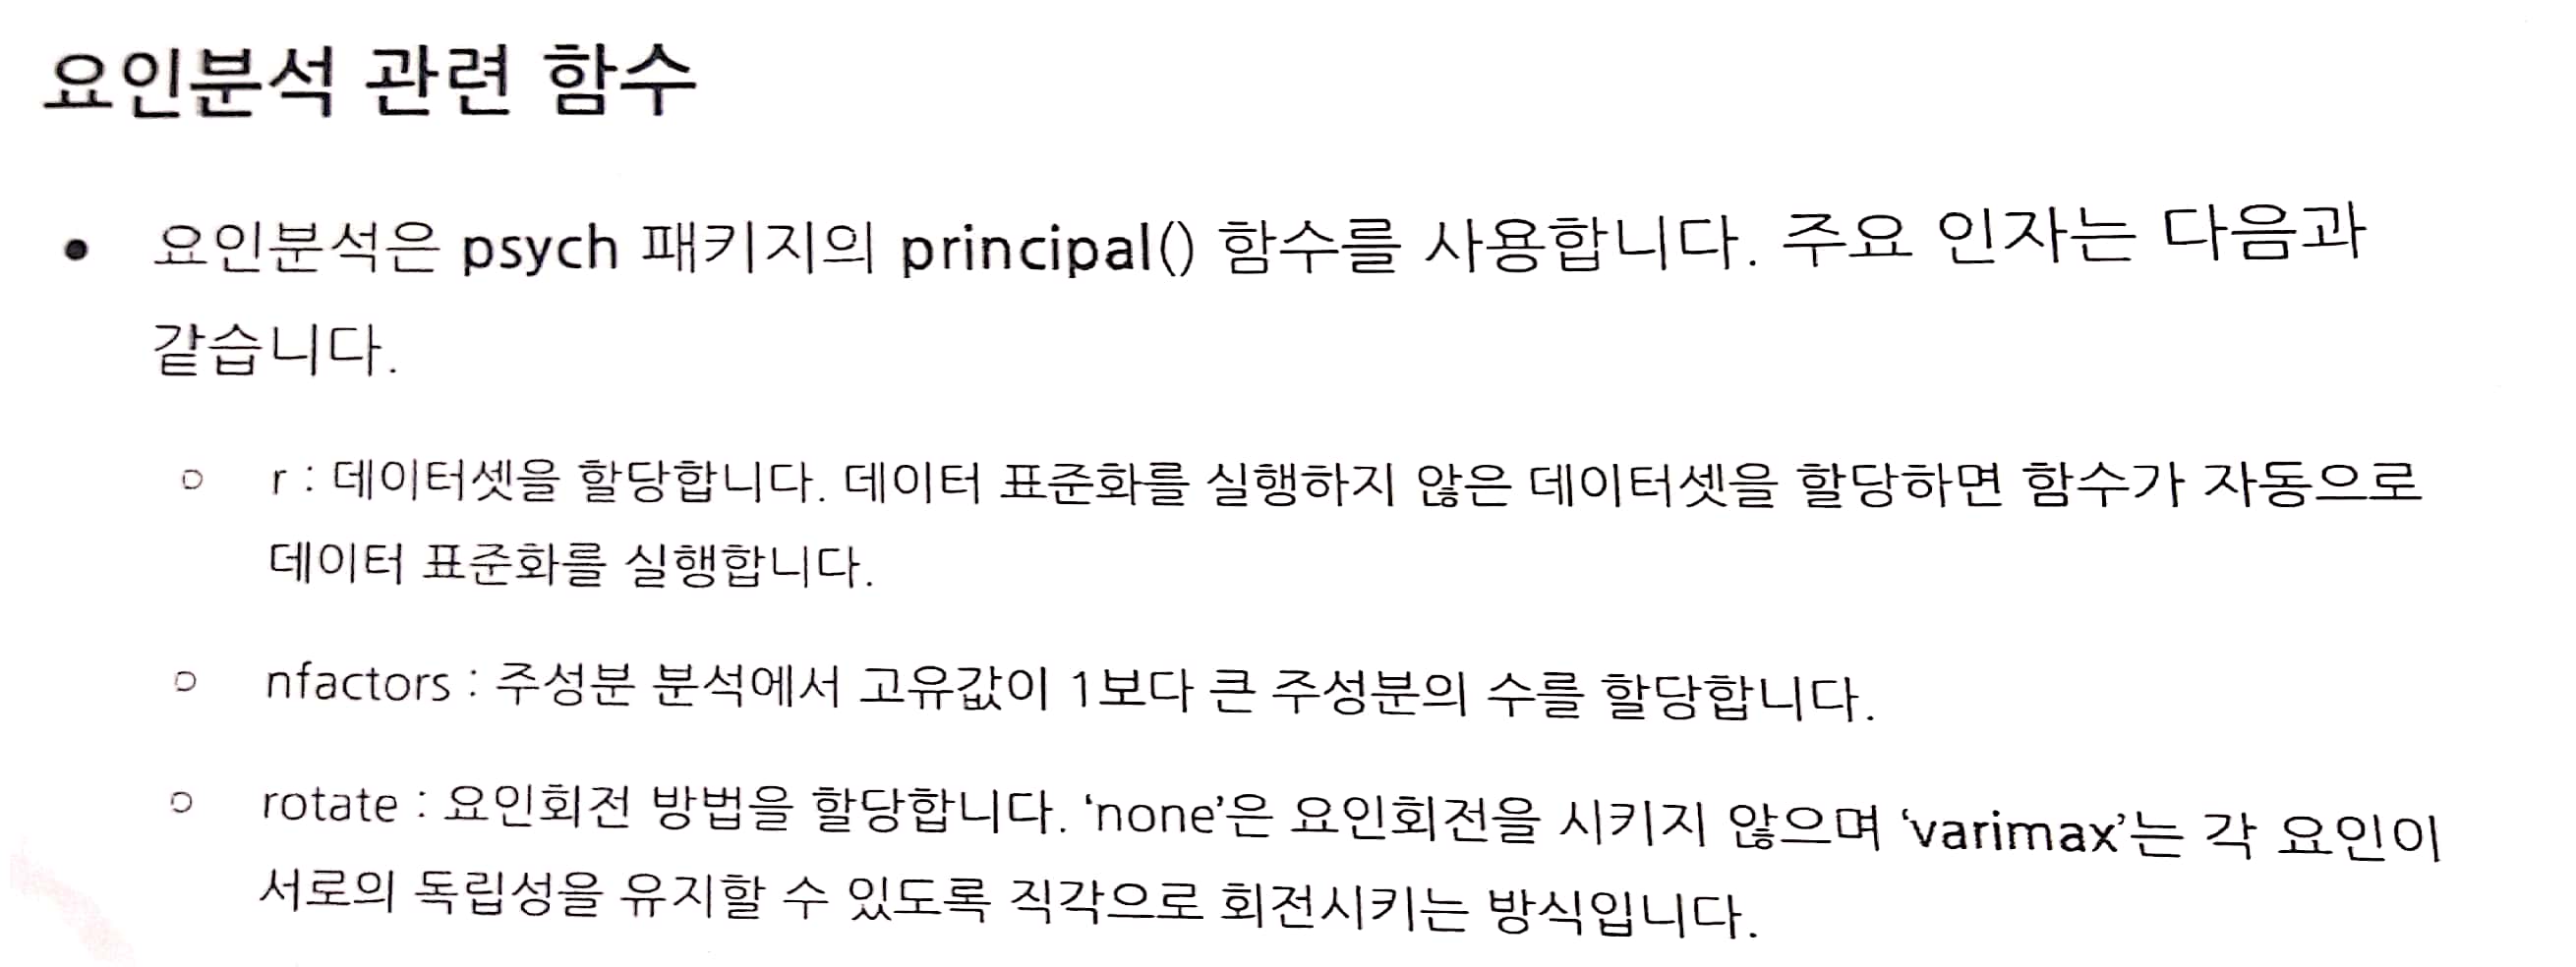 요인분석 관련 함수
• 요인분석은 psych 패키지의 principal() 함수를 사용합니다. 주요 인자는 다음과
같습니다.
○ r : 데이터셋을 할당합니다. 데이터 표준화를 실행하지 않은 데이터셋을 할당하면 함수가 자동으로
데이터 표준화를 실행합니다.
○ nfactors : 주성분 분석에서 고유값이 1보다 큰 주성분의 수를 할당합니다.
○ rotate : 요인회전 방법을 할당합니다. ‘none’은 요인회전을 시키지 않으며 ‘varimax’는 각 요인이
서로의 독립성을 유지할 수 있도록 직각으로 회전시키는 방식입니다.